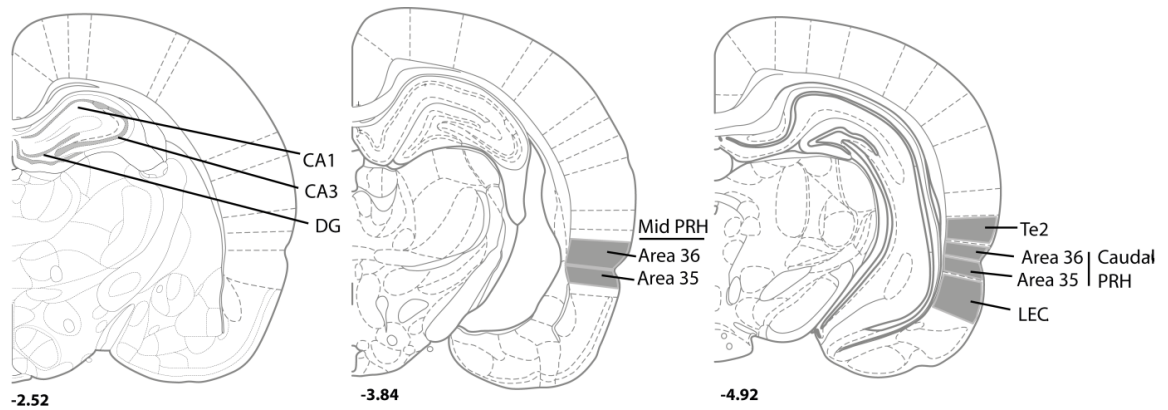 CA1
CA3
DG
-2.52
Mid PRH
Area 36
Area 35
-3.84
Te2
Area 36
Area 35
Caudal
PRH
LEC
-4.92